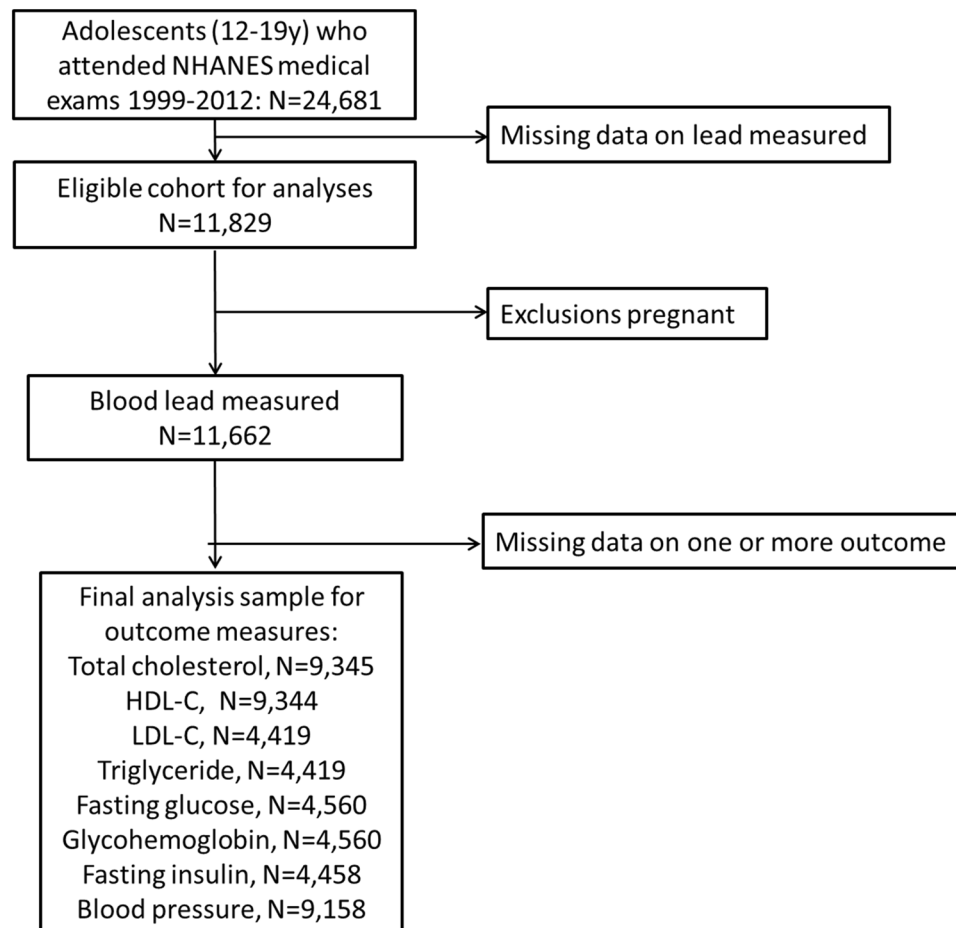 Adolescents (12-19y) who
attended NHANES medical
exams 1999-2012: N=24,681
Missing data on lead measured
Eligible cohort for analyses
N=11,829
Exclusions pregnant
Blood lead measured
N=11,662
Missing data on one or more outcome
Final analysis sample for
outcome measures:
Total cholesterol, N=9,345
HDL-C, N=9,344
LDL-C, N=4,419
Triglyceride, N=4,419
Fasting glucose, N=4,560
Glycohemoglobin, N=4,560
Fasting insulin, N=4,458
Blood pressure, N=9,158